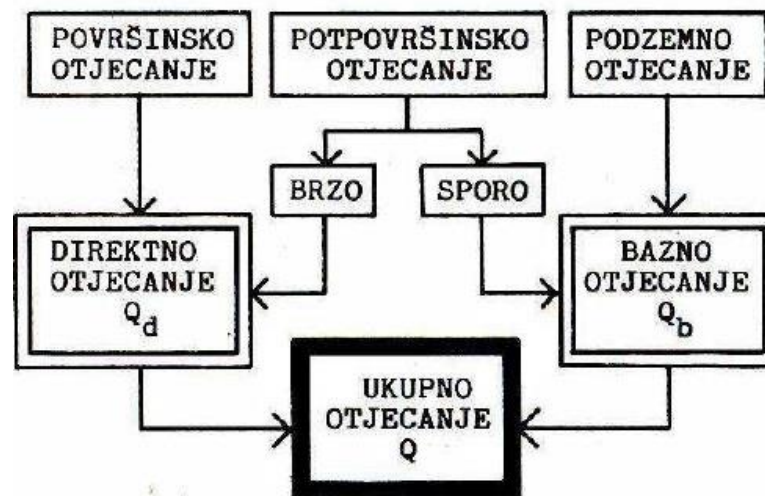 POVRŠINSKO
OTJECANJE
POTPOVRŠINSKO
OTJECANJE
PODZEMNO
OTJECANJE
BRZO
SPORO
DIREKTNO
OTJECANJE
Qd
BAZNO
OTJECANJE
Qb
UKUPNO
OTJECANJE
Q